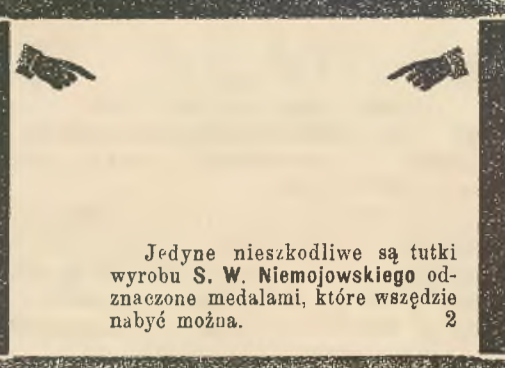 Jedyne nieszkodliwe są tutki
wyrobu S. W. Niemojowskiego od-
znaczone medalami, które wszędzie
nabyć można. 2